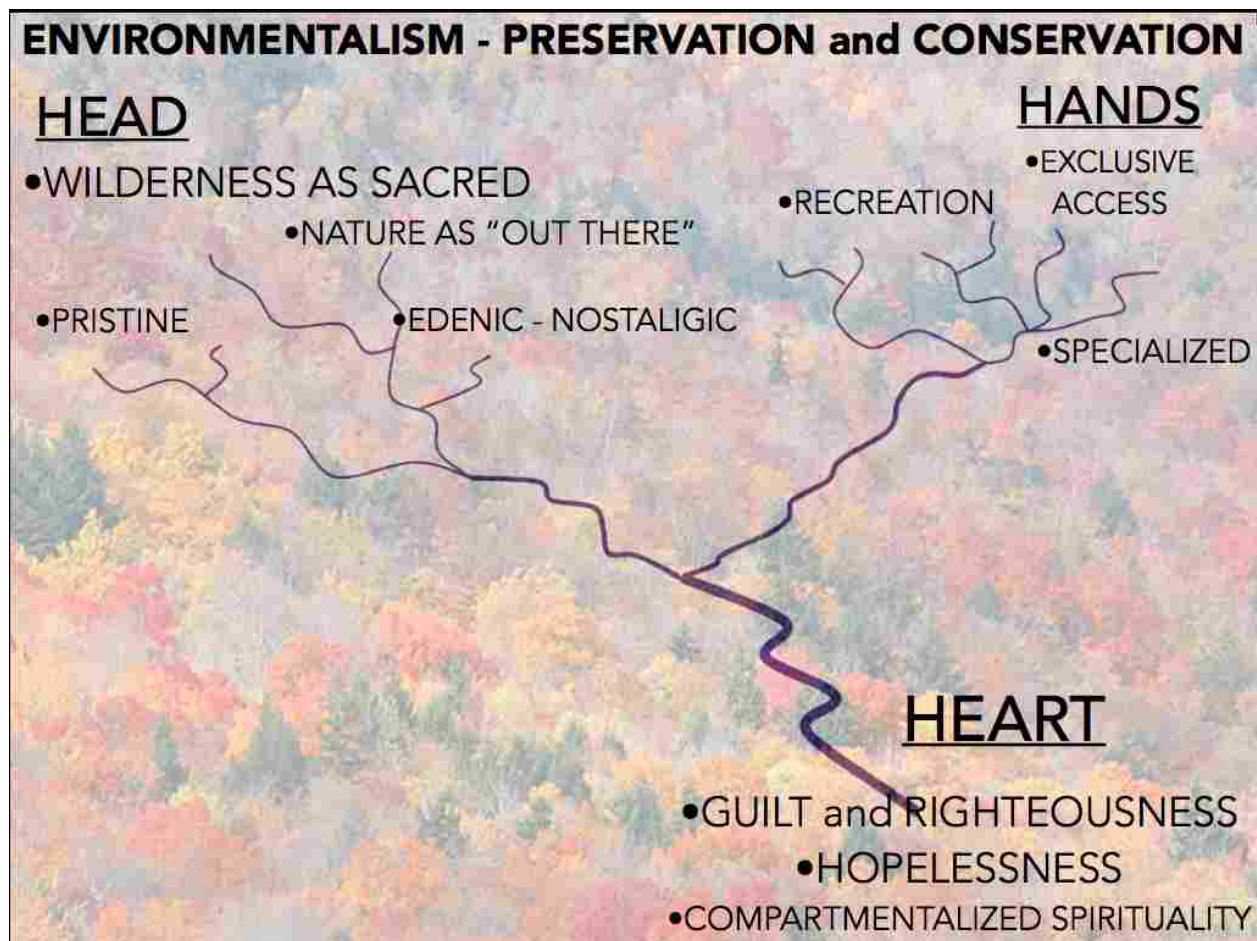 ENVIRONMENTALISM - PRESERVATION and CONSERVATION
HEAD
•WILDERNESS AS SACRED
•NATURE AS "OUT THERE"
•PRISTINE
•EDENIC - NOSTALIGIC
HANDS
•EXCLUSIVE
ACCESS
•RECREATION
•SPECIALIZED
HEART
•GUILT and RIGHTEOUSNESS
•HOPELESSNESS
•COMPARTMENTALIZED SPIRITUALITY